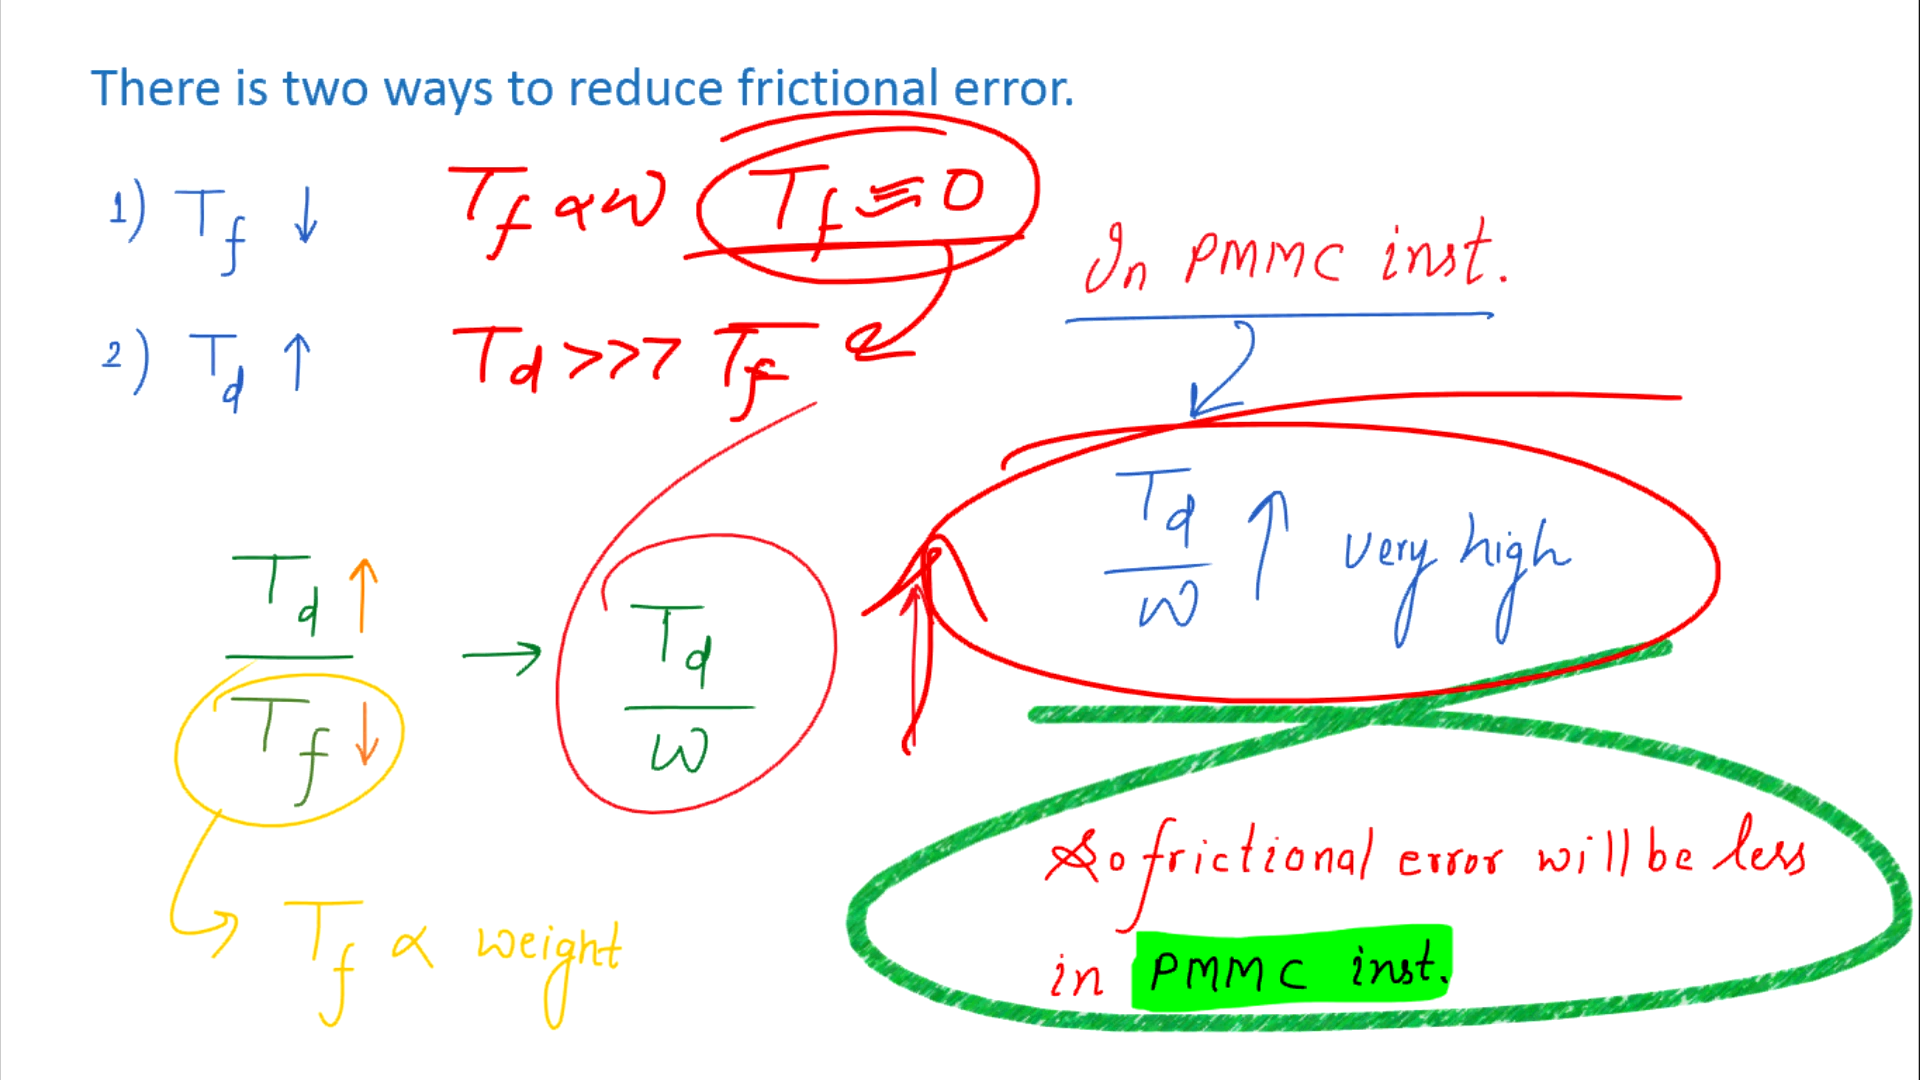 There is two ways to reduce frictional error.
1) Tf ↓ Tf ∝ W Tf ≅ 0
2) Td ↑ Td >>> Tf
In PMMC inst.
Td/W ↑ very high
Td ↑ / Tf ↓ → Td/W
Tf ∝ weight
So frictional error will be less
in PMMC inst.